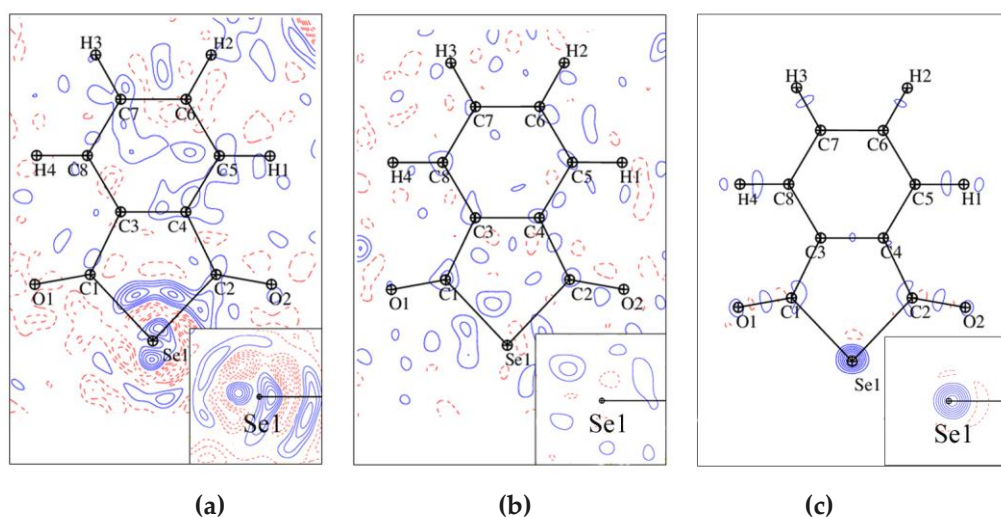 H3 H2
C7 C6
H4 C8 C5 H1
C3 C4
O1 C1 C2 O2
Se1
Se1
H3 H2
C7 C6
H4 C8 C5 H1
C3 C4
O1 C1 C2 O2
Se1
Se1
H3 H2
C7 C6
H4 C8 C5 H1
C3 C4
O1 C1 C2 O2
Se1
Se1
(a) (b) (c)